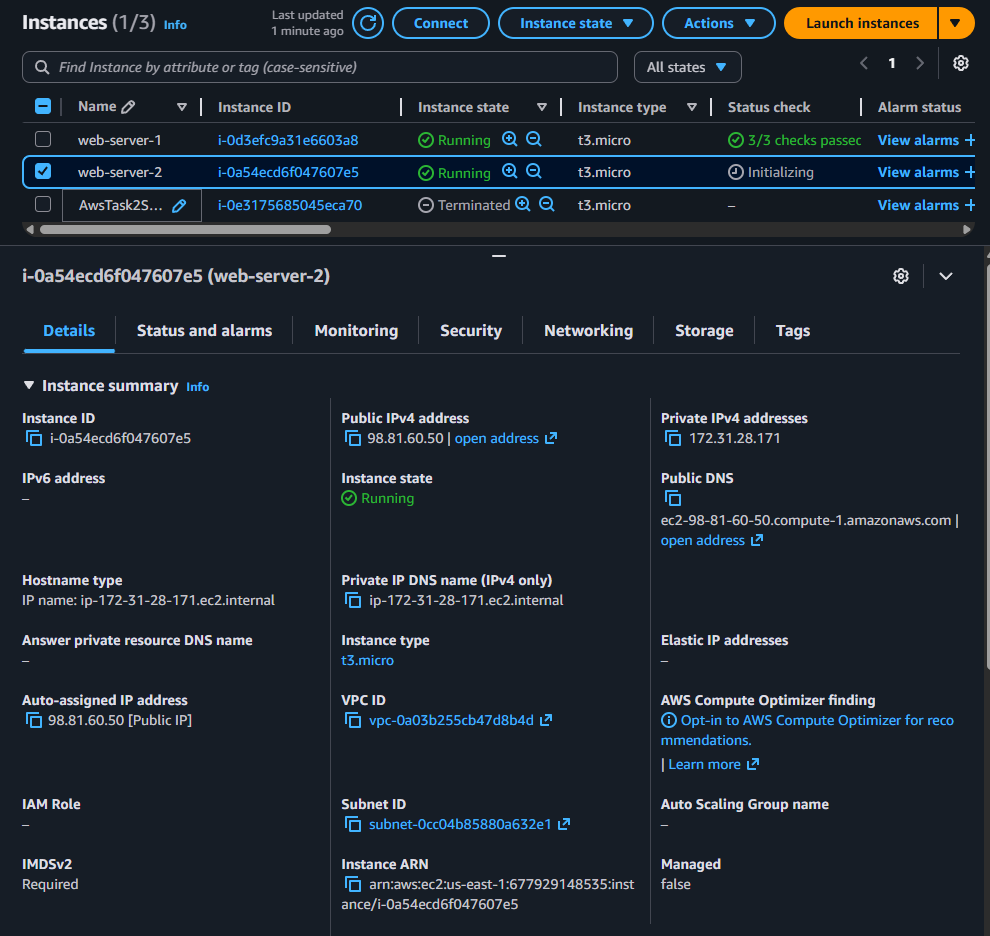 Instances (1/3) Info
Last updated
1 minute ago
Connect
Instance state
Actions
Launch instances
Find Instance by attribute or tag (case-sensitive)
All states
1
Name Instance ID Instance state Instance type Status check Alarm status
web-server-1 i-0d3efc9a31e6603a8 Running t3.micro 3/3 checks passec View alarms +
web-server-2 i-0a54ecd6f047607e5 Running t3.micro Initializing View alarms +
AwsTask2S... i-0e3175685045eca70 Terminated t3.micro – View alarms +
i-0a54ecd6f047607e5 (web-server-2)
Details Status and alarms Monitoring Security Networking Storage Tags
Instance summary Info
Instance ID
i-0a54ecd6f047607e5
Public IPv4 address
98.81.60.50 | open address
Private IPv4 addresses
172.31.28.171
IPv6 address
–
Instance state
Running
Public DNS
ec2-98-81-60-50.compute-1.amazonaws.com |
open address
Hostname type
IP name: ip-172-31-28-171.ec2.internal
Private IP DNS name (IPv4 only)
ip-172-31-28-171.ec2.internal
Answer private resource DNS name
–
Instance type
t3.micro
Elastic IP addresses
–
Auto-assigned IP address
98.81.60.50 [Public IP]
VPC ID
vpc-0a03b255cb47d8b4d
AWS Compute Optimizer finding
Opt-in to AWS Compute Optimizer for reco
mmendations.
| Learn more
IAM Role
–
Subnet ID
subnet-0cc04b85880a632e1
Auto Scaling Group name
–
IMDSv2
Required
Instance ARN
arn:aws:ec2:us-east-1:677929148535:inst
ance/i-0a54ecd6f047607e5
Managed
false